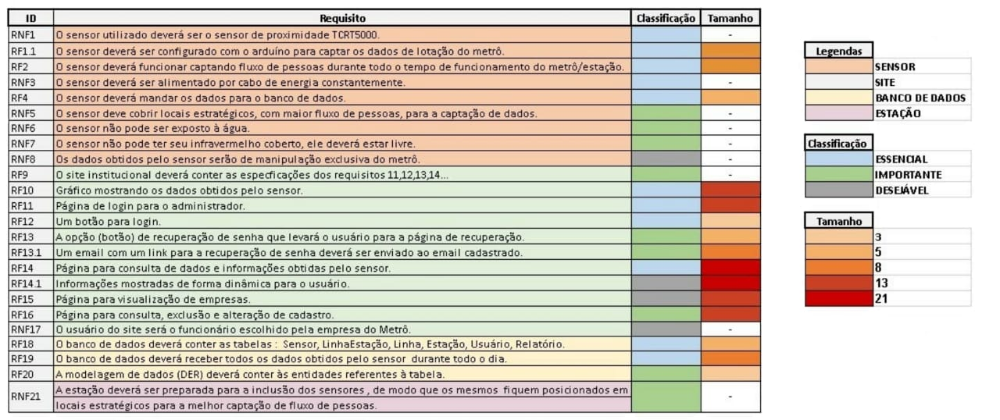 ID Requisito Classificação Tamanho
RNF1 O sensor utilizado deverá ser o sensor de proximidade TCRT5000. -
RF1.1 O sensor deverá ser configurado com o arduíno para captar os dados de lotação do metrô.
RF2 O sensor deverá funcionar captando fluxo de pessoas durante todo o tempo de funcionamento do metrô/estação.
RNF3 O sensor deverá ser alimentado por cabo de energia constantemente. -
RF4 O sensor deverá mandar os dados para o banco de dados.
RNF5 O sensor deve cobrir locais estratégicos, com maior fluxo de pessoas, para a captação de dados. -
RNF6 O sensor não pode ser exposto à água. -
RNF7 O sensor não pode ter seu infravermelho coberto, ele deverá estar livre. -
RNF8 Os dados obtidos pelo sensor serão de manipulação exclusiva do metrô. -
RF9 O site institucional deverá conter as especficações dos requisitos 11,12,13,14... -
RF10 Gráfico mostrando os dados obtidos pelo sensor.
RF11 Página de login para o administrador.
RF12 Um botão para login.
RF13 A opção (botão) de recuperação de senha que levará o usuário para a página de recuperação.
RF13.1 Um email com um link para a recuperação de senha deverá ser enviado ao email cadastrado.
RF14 Página para consulta de dados e informações obtidas pelo sensor.
RF14.1 Informações mostradas de forma dinâmica para o usuário.
RF15 Página para visualização de empresas.
RF16 Página para consulta, exclusão e alteração de cadastro.
RNF17 O usuário do site será o funcionário escolhido pela empresa do Metrô. -
RF18 O banco de dados deverá conter as tabelas : Sensor, LinhaEstação, Linha, Estação, Usuário, Relatório.
RF19 O banco de dados deverá receber todos os dados obtidos pelo sensor durante todo o dia.
RF20 A modelagem de dados (DER) deverá conter às entidades referentes à tabela.
RNF21 A estação deverá ser preparada para a inclusão dos sensores , de modo que os mesmos fiquem posicionados em -
locais estratégicos para a melhor captação de fluxo de pessoas.
Legendas
SENSOR
SITE
BANCO DE DADOS
ESTAÇÃO
Classificação
ESSENCIAL
IMPORTANTE
DESEJÁVEL
Tamanho
3
5
8
13
21